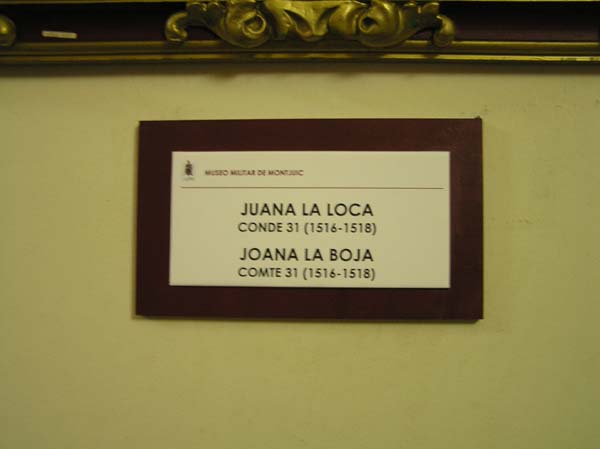 MUSEO MILITAR DE MONTJUIC
JUANA LA LOCA
CONDE 31 (1516-1518)
JOANA LA BOJA
COMTE 31 (1516-1518)